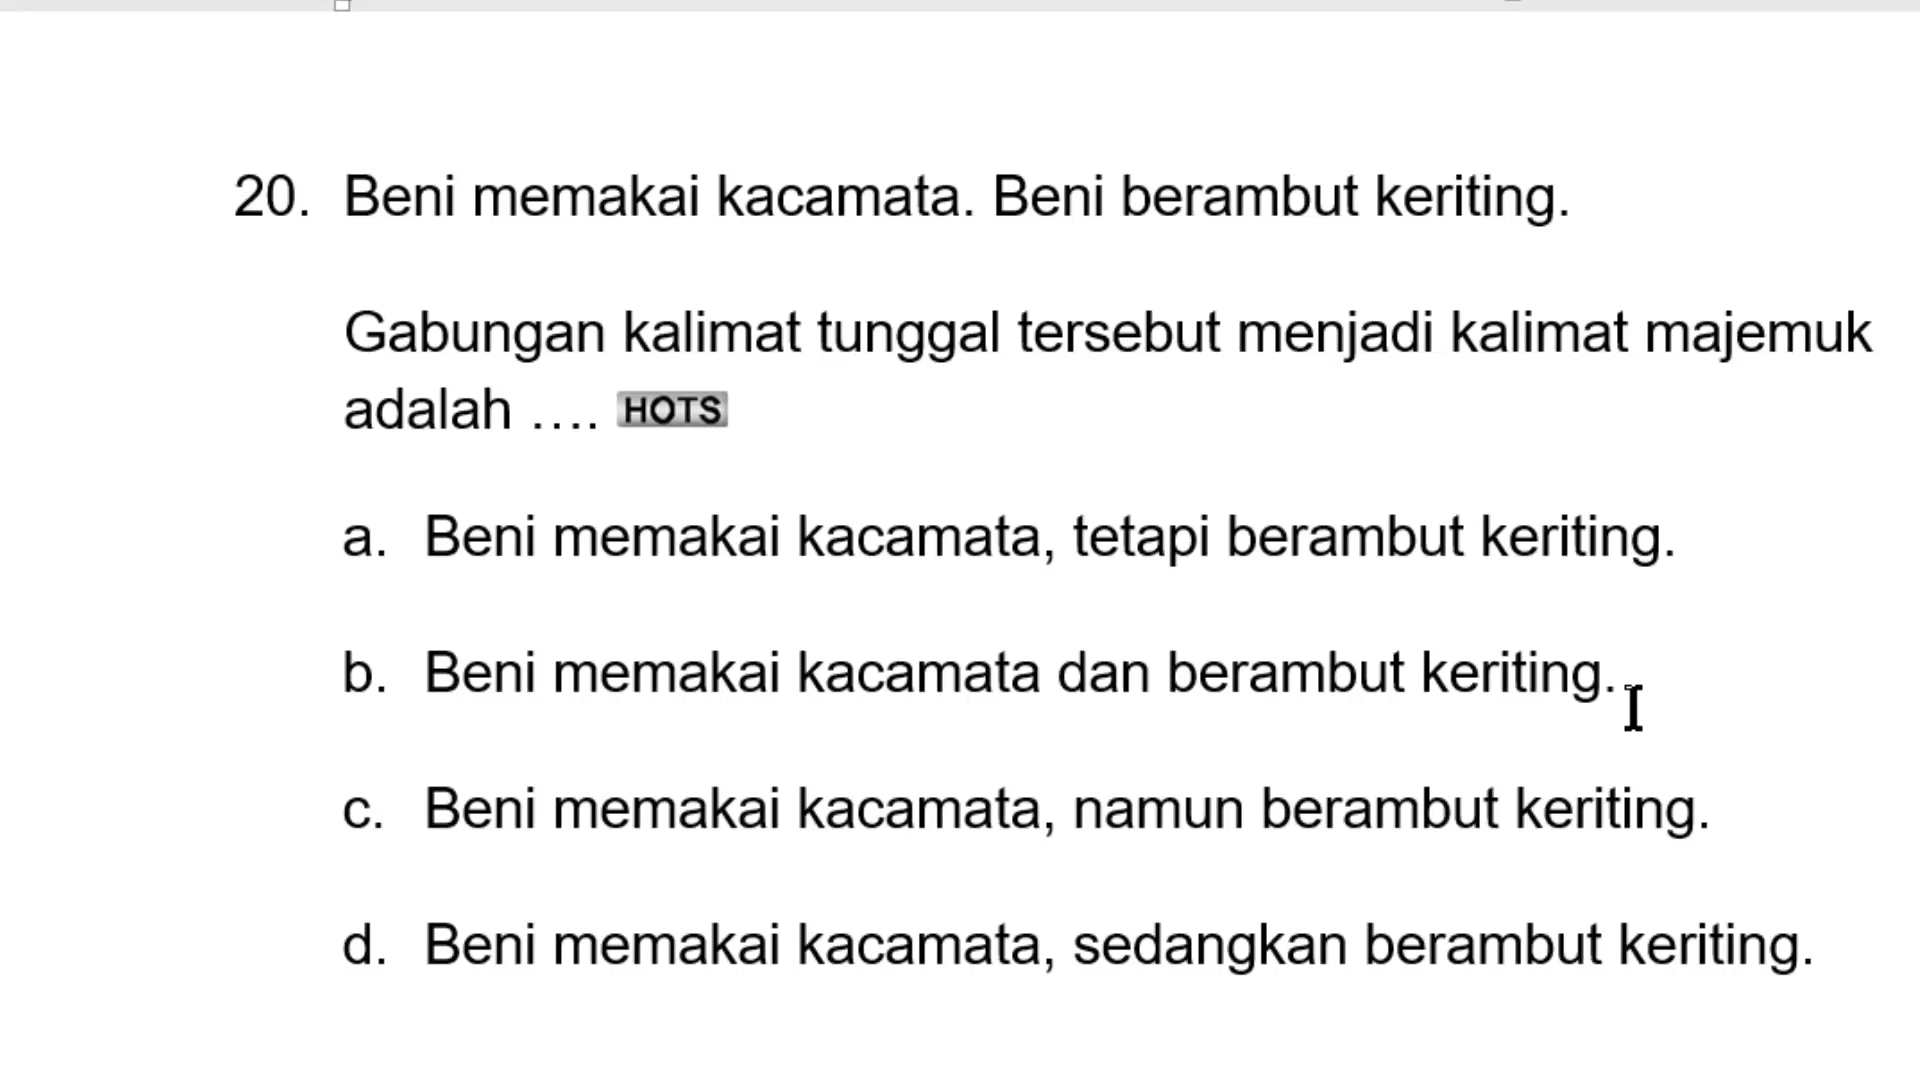 20. Beni memakai kacamata. Beni berambut keriting.
Gabungan kalimat tunggal tersebut menjadi kalimat majemuk
adalah .... HOTS
a. Beni memakai kacamata, tetapi berambut keriting.
b. Beni memakai kacamata dan berambut keriting.
c. Beni memakai kacamata, namun berambut keriting.
d. Beni memakai kacamata, sedangkan berambut keriting.